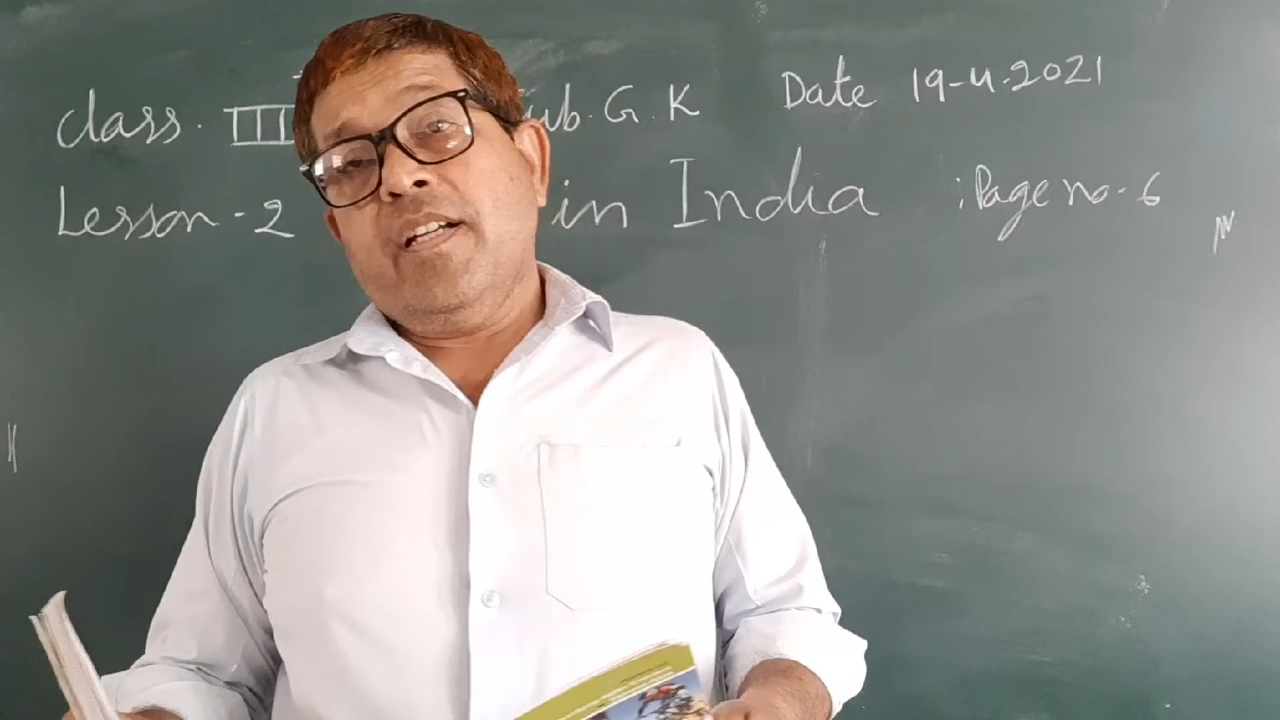 class. III Sub. G. K Date 19-4-2021
Lesson-2 in India : Page no. 6